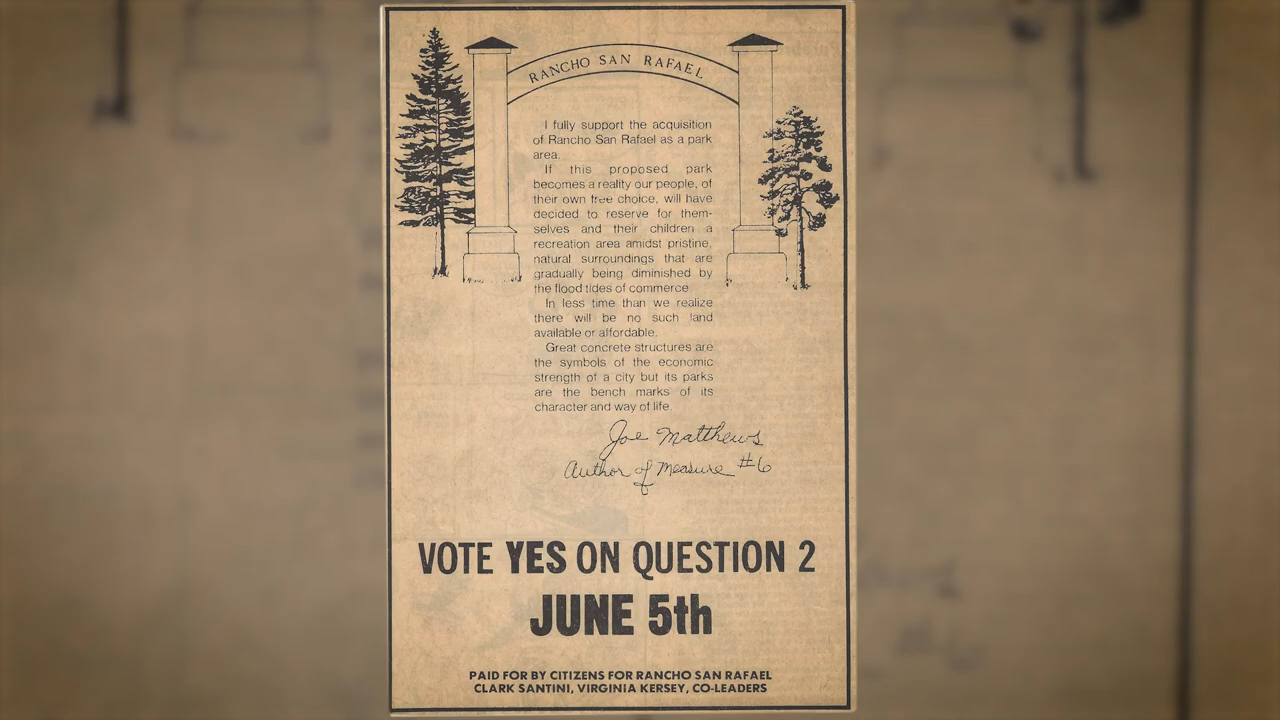 RANCHO SAN RAFAEL
I fully support the acquisition
of Rancho San Rafael as a park
area.
If this proposed park
becomes a reality our people, of
their own free choice, will have
decided to reserve for them-
selves and their children a
recreation area amidst pristine,
natural surroundings that are
gradually being diminished by
the flood tides of commerce
In less time than we realize
there will be no such land
available or affordable.
Great concrete structures are
the symbols of the economic
strength of a city but its parks
are the bench marks of its
character and way of life.
Joe Matthews
Author of Measure #6
VOTE YES ON QUESTION 2
JUNE 5th
PAID FOR BY CITIZENS FOR RANCHO SAN RAFAEL
CLARK SANTINI, VIRGINIA KERSEY, CO-LEADERS